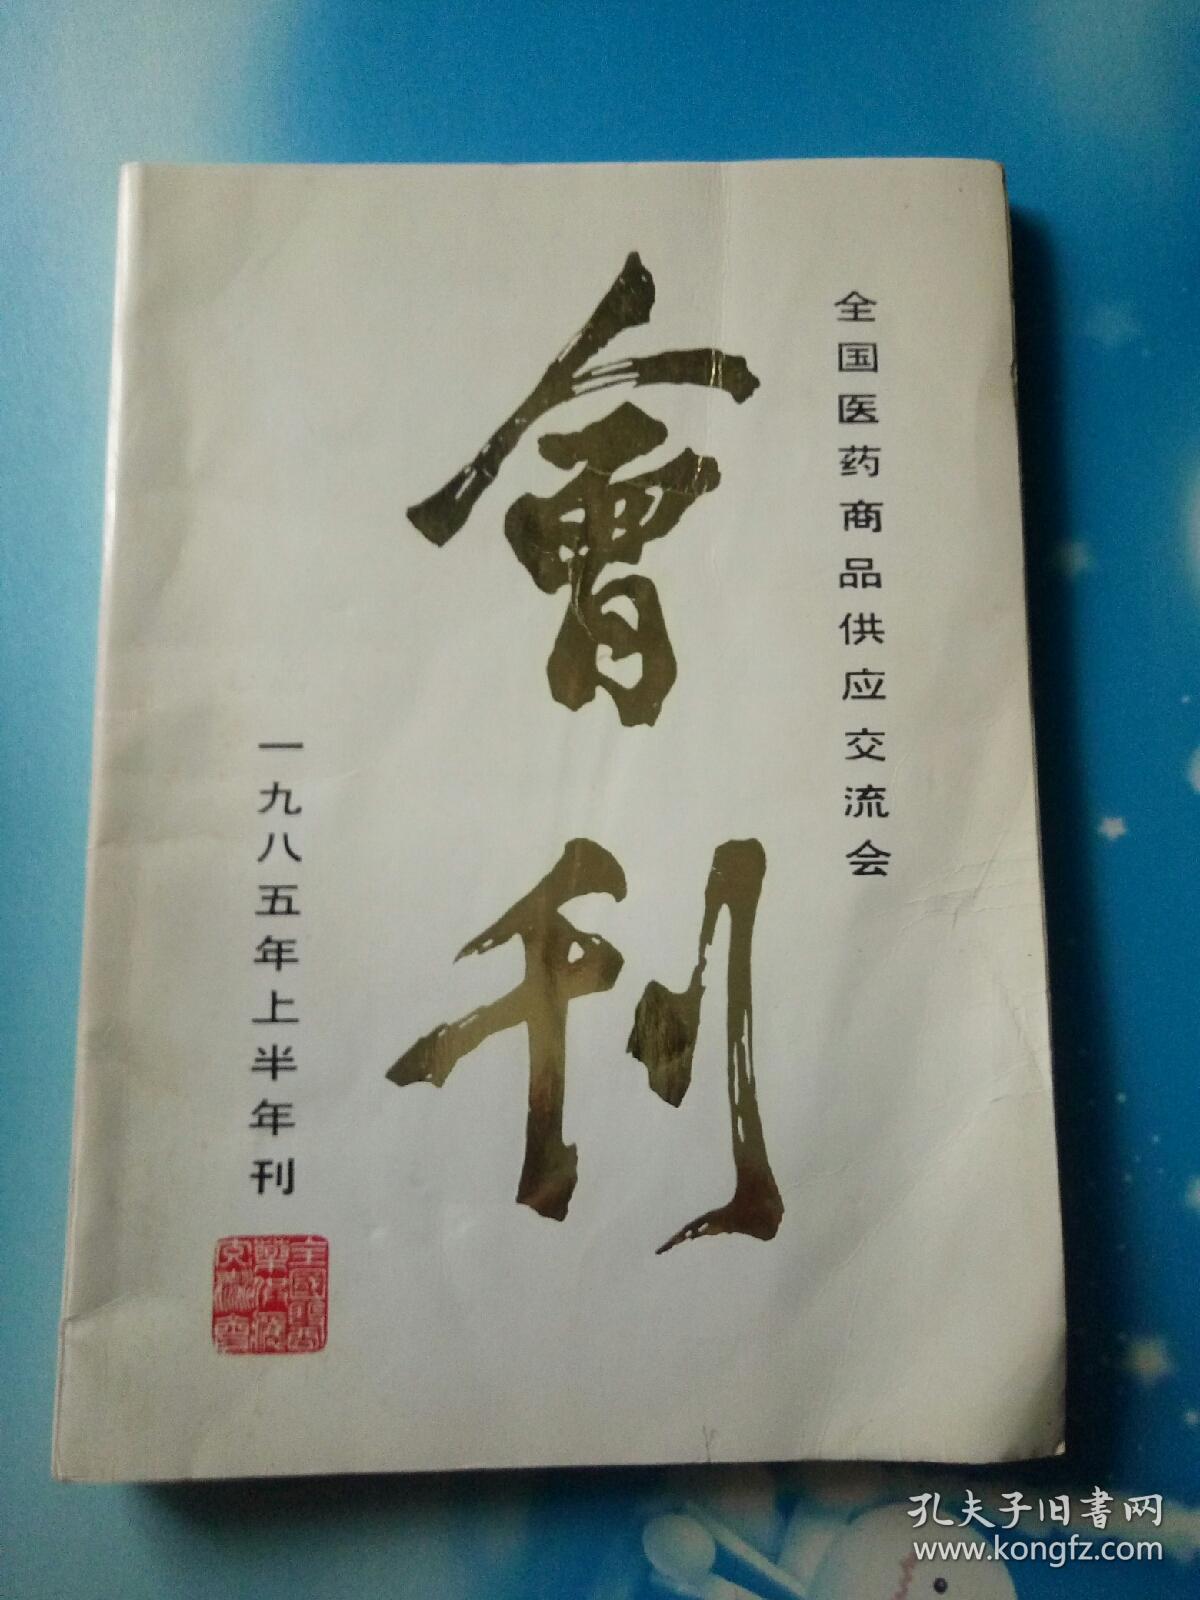 全国医药商品供应交流会
會刊
一九八五年上半年刊
孔夫子旧書网
www.kongfz.com